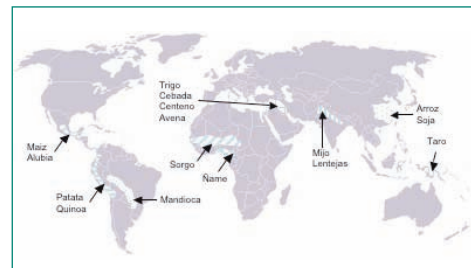 Trigo
Cebada
Centeno
Avena
Arroz
Soja
Taro
Maiz
Alubia
Sorgo
Ñame
Mijo
Lentejas
Patata
Quinoa
Mandioca